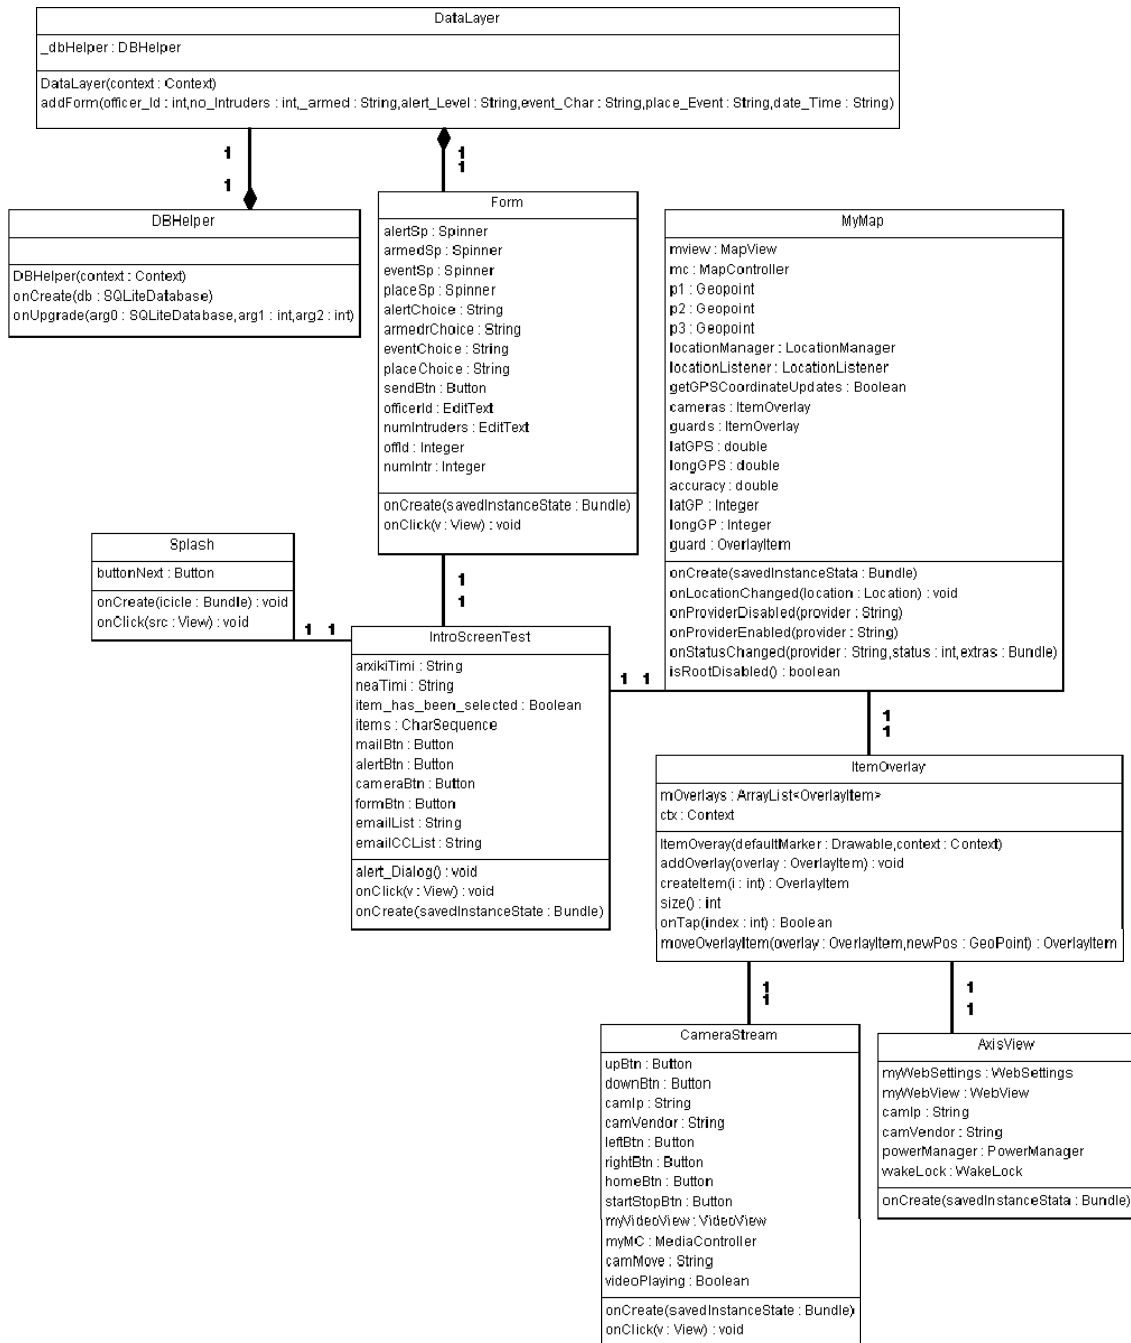 DataLayer
_dbHelper : DBHelper
DataLayer(context : Context)
addForm(officer_Id : int,no_Intruders : int,_armed : String,alert_Level : String,event_Char : String,place_Event : String,date_Time : String)
1
1
1
1
DBHelper
DBHelper(context : Context)
onCreate(db : SQLiteDatabase)
onUpgrade(arg0 : SQLiteDatabase,arg1 : int,arg2 : int)
Form
alertSp : Spinner
armedSp : Spinner
eventSp : Spinner
placeSp : Spinner
alertChoice : String
armedrChoice : String
eventChoice : String
placeChoice : String
sendBtn : Button
officerId : EditText
numIntruders : EditText
offId : Integer
numIntr : Integer
onCreate(savedInstanceState : Bundle)
onClick(v : View) : void
MyMap
mview : MapView
mc : MapController
p1 : Geopoint
p2 : Geopoint
p3 : Geopoint
locationManager : LocationManager
locationListener : LocationListener
getGPSCoordinateUpdates : Boolean
cameras : ItemOverlay
guards : ItemOverlay
latGPS : double
longGPS : double
accuracy : double
latGP : Integer
longGP : Integer
guard : OverlayItem
onCreate(savedInstanceStata : Bundle)
onLocationChanged(location : Location) : void
onProviderDisabled(provider : String)
onProviderEnabled(provider : String)
onStatusChanged(provider : String,status : int,extras : Bundle)
isRootDisabled() : boolean
Splash
buttonNext : Button
onCreate(icicle : Bundle) : void
onClick(src : View) : void
1 1
1
1
IntroScreenTest
arxikiTimi : String
neaTimi : String
item_has_been_selected : Boolean
items : CharSequence
mailBtn : Button
alertBtn : Button
cameraBtn : Button
formBtn : Button
emailList : String
emailCCList : String
alert_Dialog() : void
onClick(v : View) : void
onCreate(savedInstanceState : Bundle)
1 1
1
1
ItemOverlay
mOverlays : ArrayList<OverlayItem>
ctx : Context
ItemOveray(defaultMarker : Drawable,context : Context)
addOverlay(overlay : OverlayItem) : void
createItem(i : int) : OverlayItem
size() : int
onTap(index : int) : Boolean
moveOverlayItem(overlay : OverlayItem,newPos : GeoPoint) : OverlayItem
1
1
1
1
CameraStream
upBtn : Button
downBtn : Button
camIp : String
camVendor : String
leftBtn : Button
rightBtn : Button
homeBtn : Button
startStopBtn : Button
myVideoView : VideoView
myMC : MediaController
camMove : String
videoPlaying : Boolean
onCreate(savedInstanceState : Bundle)
onClick(v : View) : void
AxisView
myWebSettings : WebSettings
myWebView : WebView
camIp : String
camVendor : String
powerManager : PowerManager
wakeLock : WakeLock
onCreate(savedInstanceStata : Bundle)